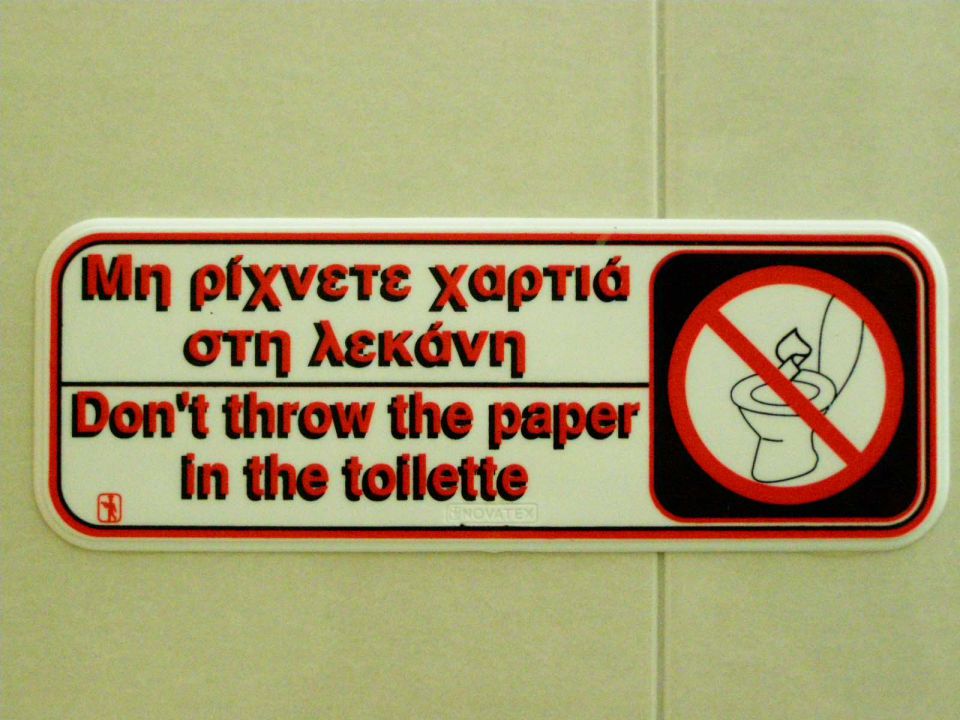 Μη ρίχνετε χαρτιά
στη λεκάνη
Don't throw the paper
in the toilette
NOVATEX